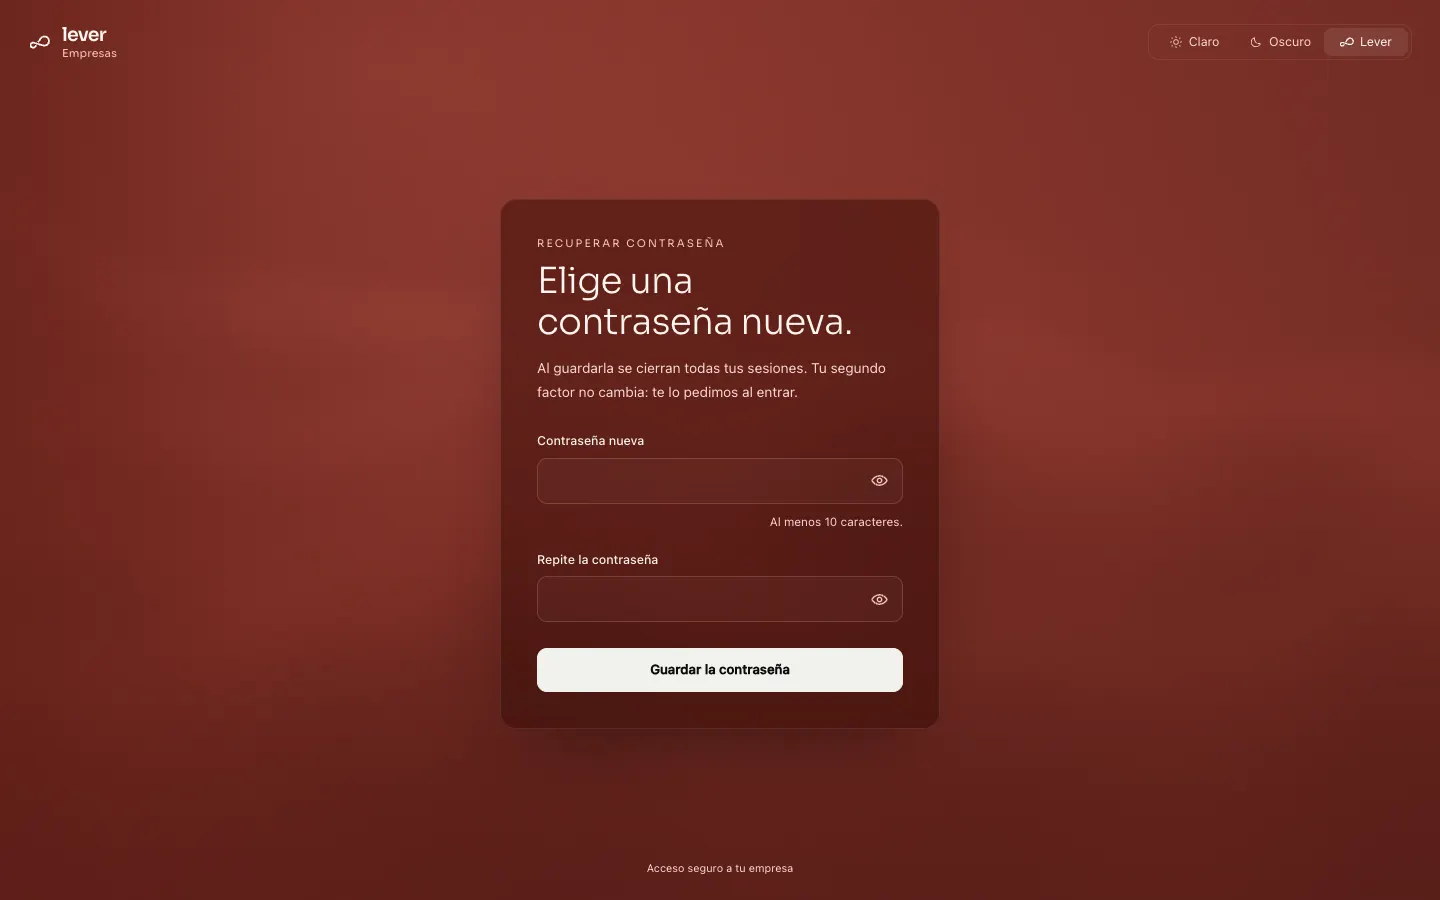 lever
Empresas
Claro
Oscuro
Lever
RECUPERAR CONTRASEÑA
Elige una
contraseña nueva.
Al guardarla se cierran todas tus sesiones. Tu segundo
factor no cambia: te lo pedimos al entrar.
Contraseña nueva
Al menos 10 caracteres.
Repite la contraseña
Guardar la contraseña
Acceso seguro a tu empresa